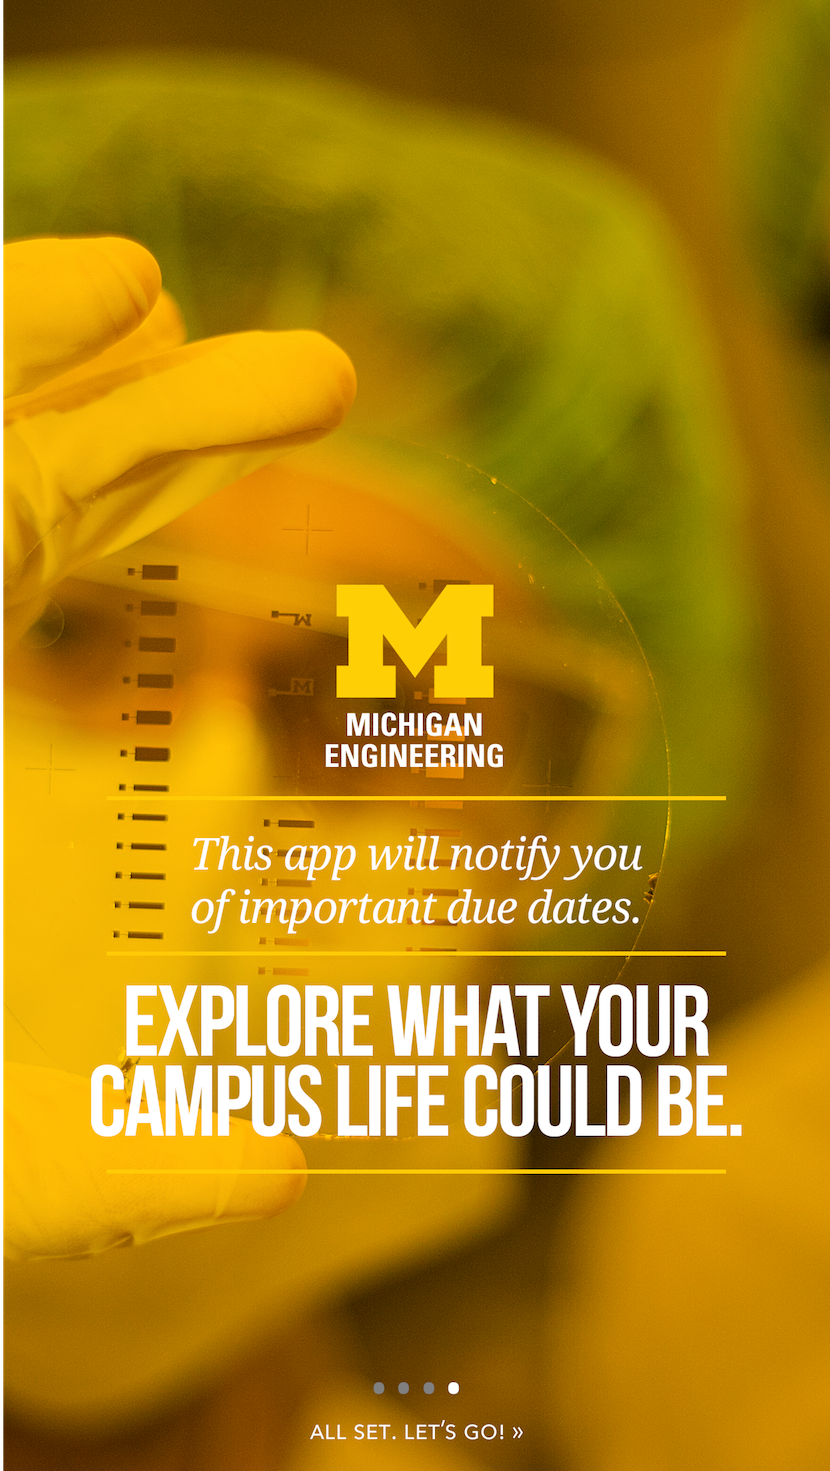 M
MICHIGAN
ENGINEERING
This app will notify you
of important due dates.
EXPLORE WHAT YOUR
CAMPUS LIFE COULD BE.
ALL SET. LET'S GO! »